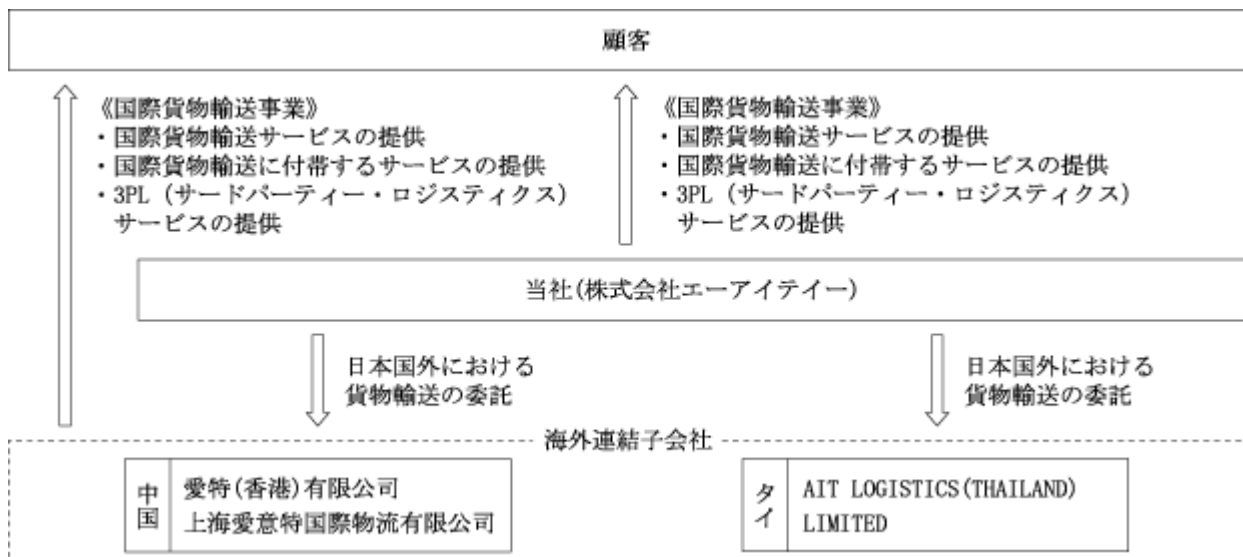 顧客
《国際貨物輸送事業》
・国際貨物輸送サービスの提供
・国際貨物輸送に付帯するサービスの提供
・3PL (サードパーティー・ロジスティクス)
サービスの提供
《国際貨物輸送事業》
・国際貨物輸送サービスの提供
・国際貨物輸送に付帯するサービスの提供
・3PL (サードパーティー・ロジスティクス)
サービスの提供
当社(株式会社エーアイテイー)
日本国外における
貨物輸送の委託
日本国外における
貨物輸送の委託
海外連結子会社
中国
愛特(香港)有限公司
上海愛意特国際物流有限公司
タイ
AIT LOGISTICS(THAILAND)
LIMITED